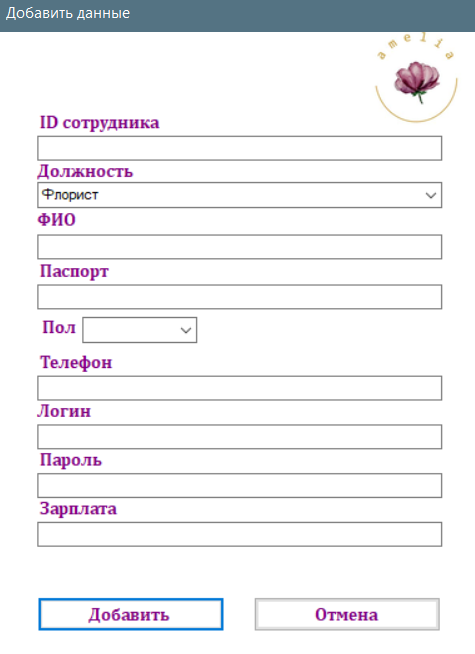 Добавить данные
amelia
ID сотрудника
Должность
Флорист
ФИО
Паспорт
Пол
Телефон
Логин
Пароль
Зарплата
Добавить
Отмена